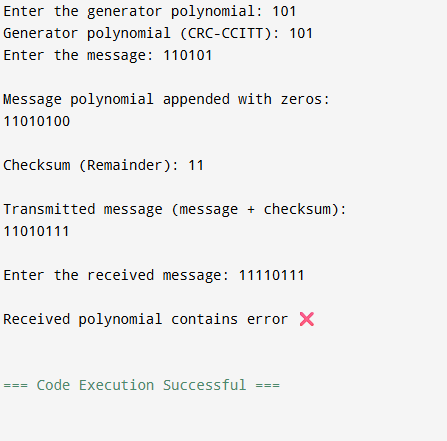 Enter the generator polynomial: 101
Generator polynomial (CRC-CCITT): 101
Enter the message: 110101
Message polynomial appended with zeros:
11010100
Checksum (Remainder): 11
Transmitted message (message + checksum):
11010111
Enter the received message: 11110111
Received polynomial contains error ❌
=== Code Execution Successful ===